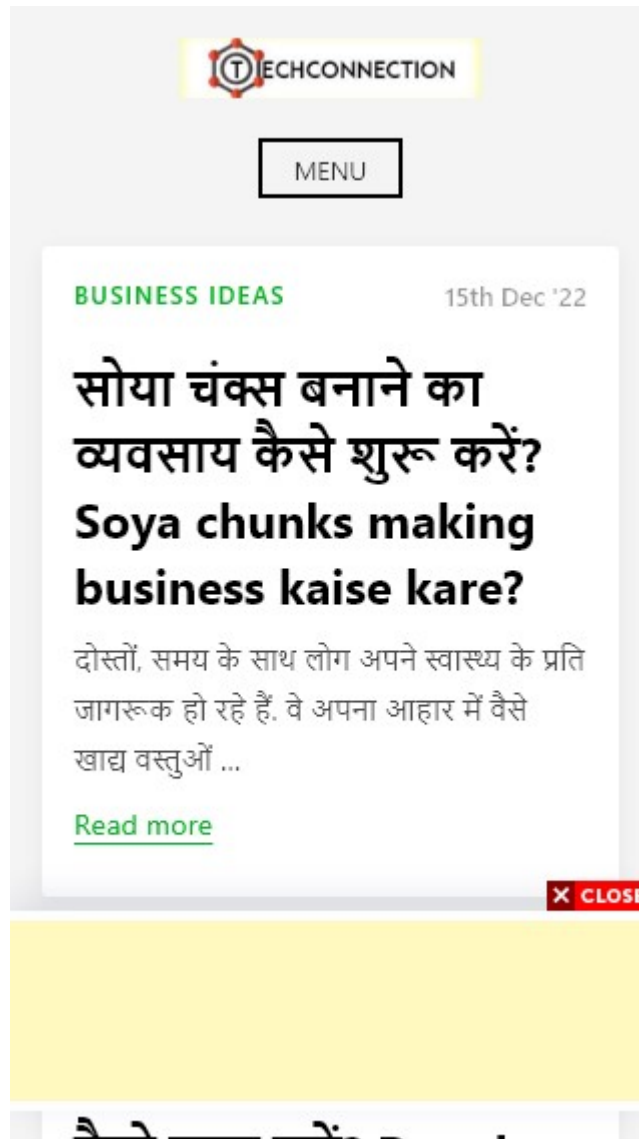 TECHCONNECTION
MENU
BUSINESS IDEAS 15th Dec '22
सोया चंक्स बनाने का
व्यवसाय कैसे शुरू करें?
Soya chunks making
business kaise kare?
दोस्तों, समय के साथ लोग अपने स्वास्थ्य के प्रति
जागरूक हो रहे हैं. वे अपना आहार में वैसे
खाद्य वस्तुओं ...
Read more
X CLOSE